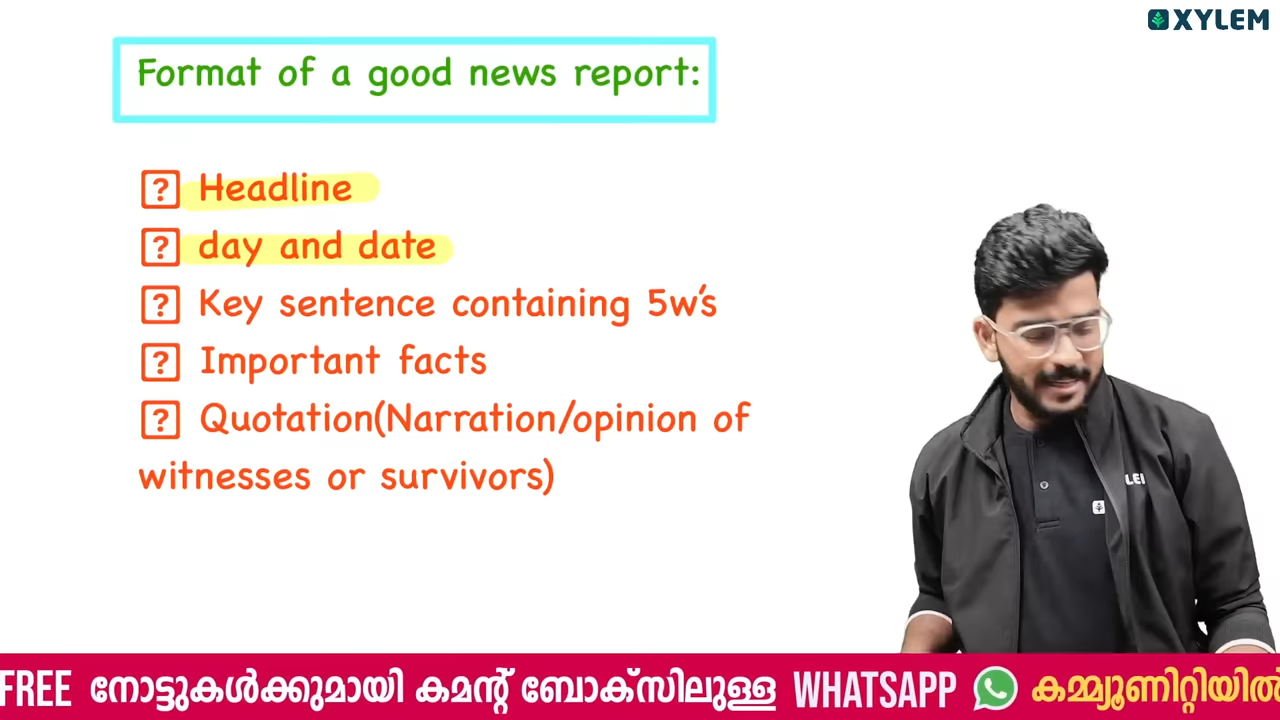 XYLEM
Format of a good news report:
Headline
day and date
Key sentence containing 5w's
Important facts
Quotation(Narration/opinion of
witnesses or survivors)
LEI
FREE നോട്ടുകൾക്കുമായി കമന്റ് ബോക്സിലുള്ള WHATSAPP കമ്മ്യൂണിറ്റിയിൽ